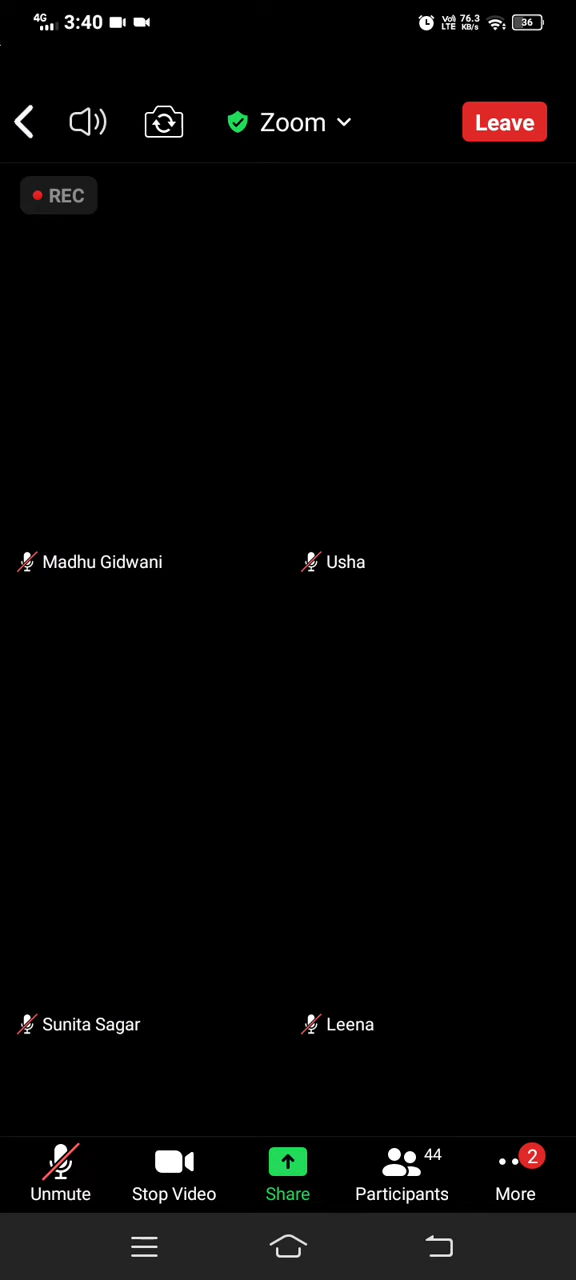 4G 3:40 Vo) LTE 76.3 KB/s 36
Zoom Leave
REC
Madhu Gidwani Usha
Sunita Sagar Leena
44 2
Unmute Stop Video Share Participants More